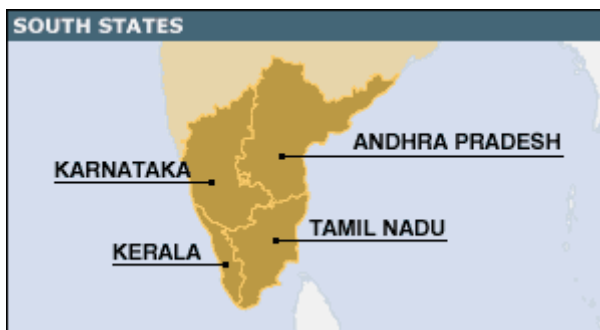 SOUTH STATES
ANDHRA PRADESH
KARNATAKA
TAMIL NADU
KERALA